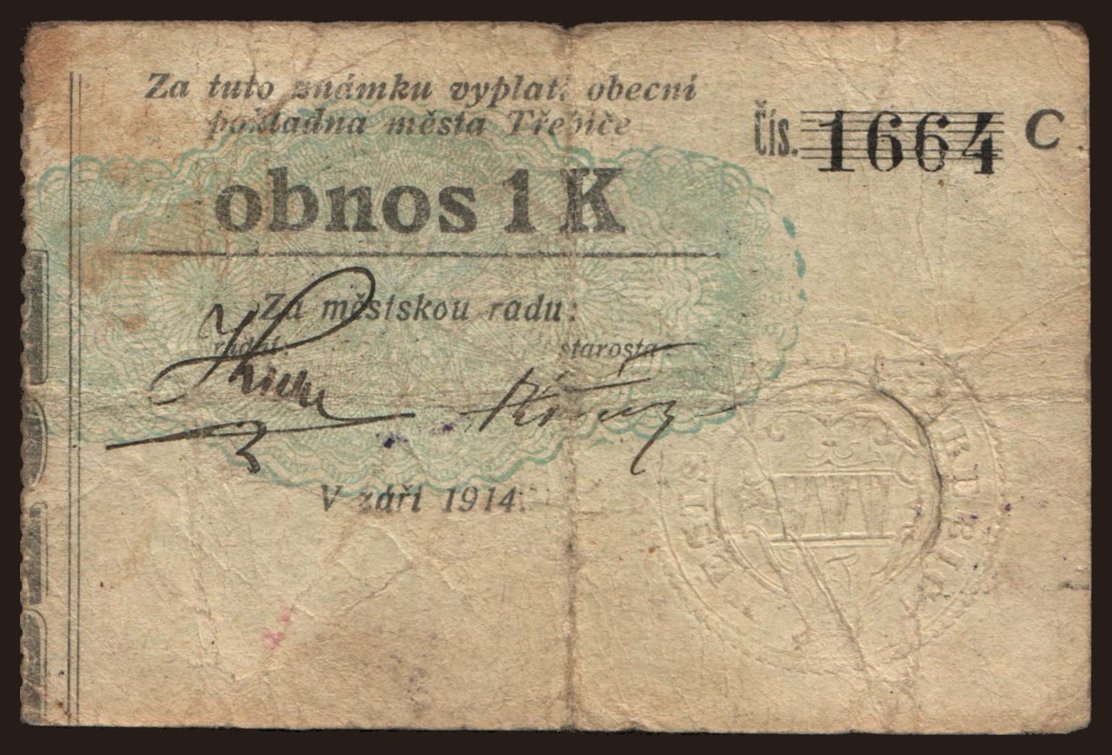 Za tuto známku vyplatí obecní
pokladna města Třebíče
čís. 1664 C
obnos 1 K
Za městskou radu:
radní:
starosta:
V září 1914.